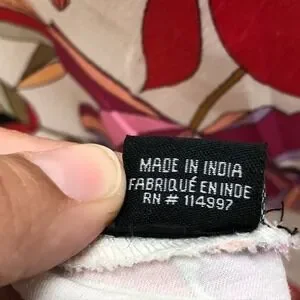 MADE IN INDIA
FABRIQUÉ EN INDE
RN # 114997